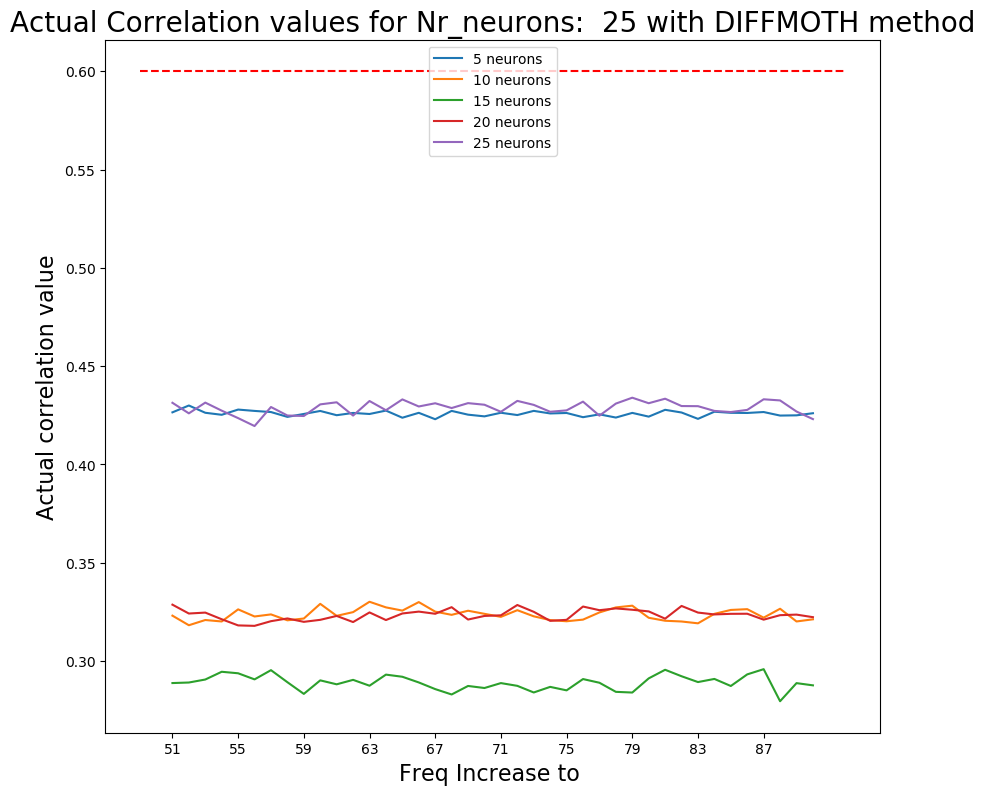 Actual Correlation values for Nr_neurons:  25 with DIFFMOTH method
5 neurons
10 neurons
15 neurons
20 neurons
25 neurons
Actual correlation value
0.60
0.55
0.50
0.45
0.40
0.35
0.30
51 55 59 63 67 71 75 79 83 87
Freq Increase to